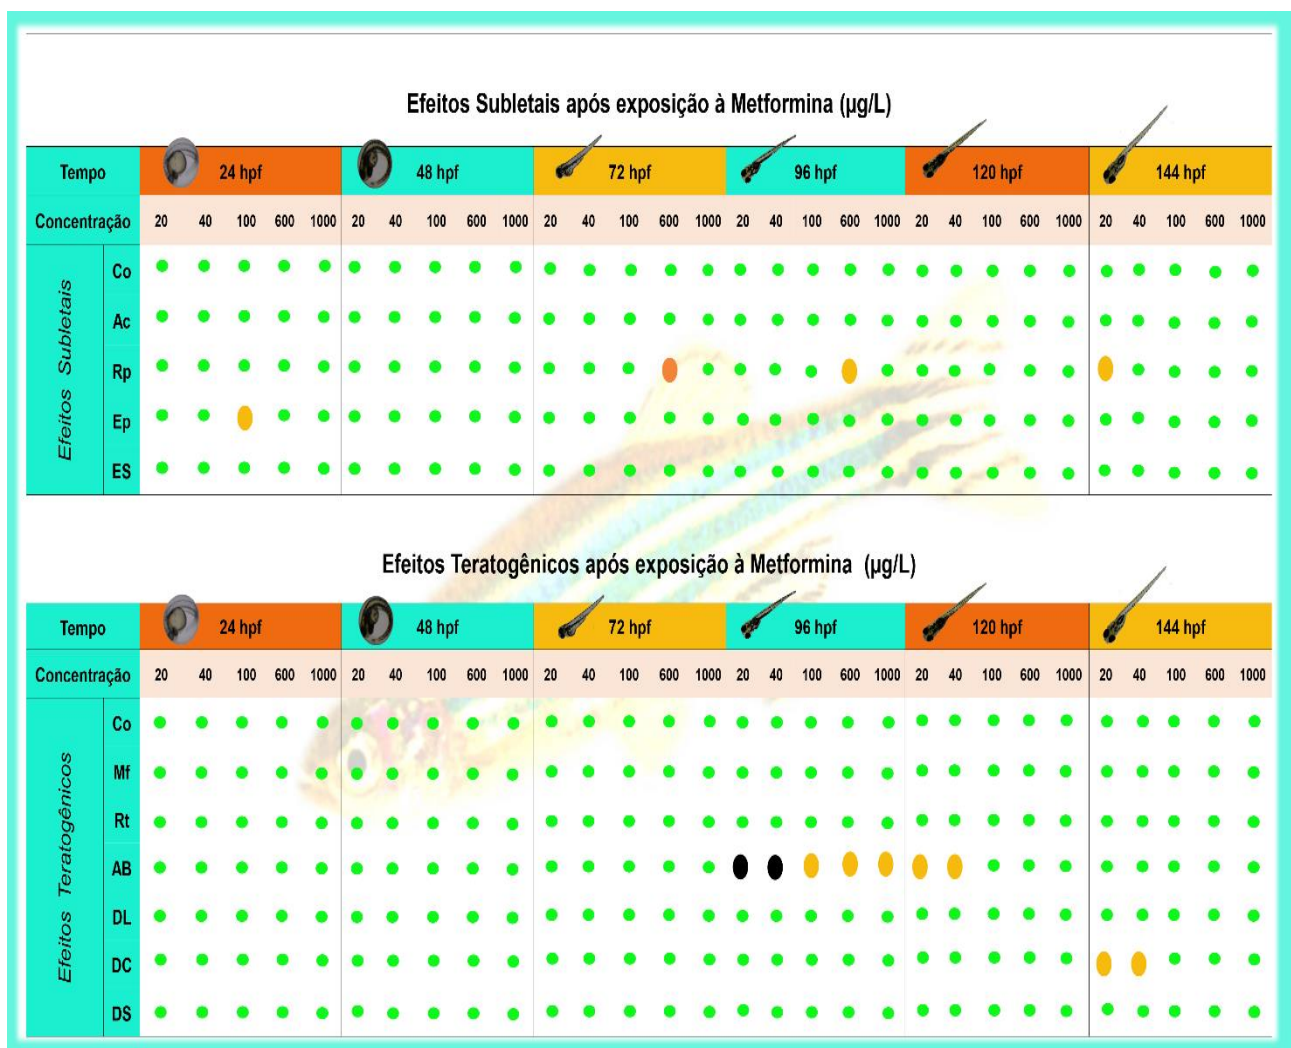 Efeitos Subletais após exposição à Metformina (µg/L)
Tempo 24 hpf 48 hpf 72 hpf 96 hpf 120 hpf 144 hpf
Concentração 20 40 100 600 1000 20 40 100 600 1000 20 40 100 600 1000 20 40 100 600 1000 20 40 100 600 1000 20 40 100 600 1000
Efeitos Subletais
Co
Ac
Rp
Ep
ES
Efeitos Teratogênicos após exposição à Metformina (µg/L)
Tempo 24 hpf 48 hpf 72 hpf 96 hpf 120 hpf 144 hpf
Concentração 20 40 100 600 1000 20 40 100 600 1000 20 40 100 600 1000 20 40 100 600 1000 20 40 100 600 1000 20 40 100 600 1000
Efeitos Teratogênicos
Co
Mf
Rt
AB
DL
DC
DS